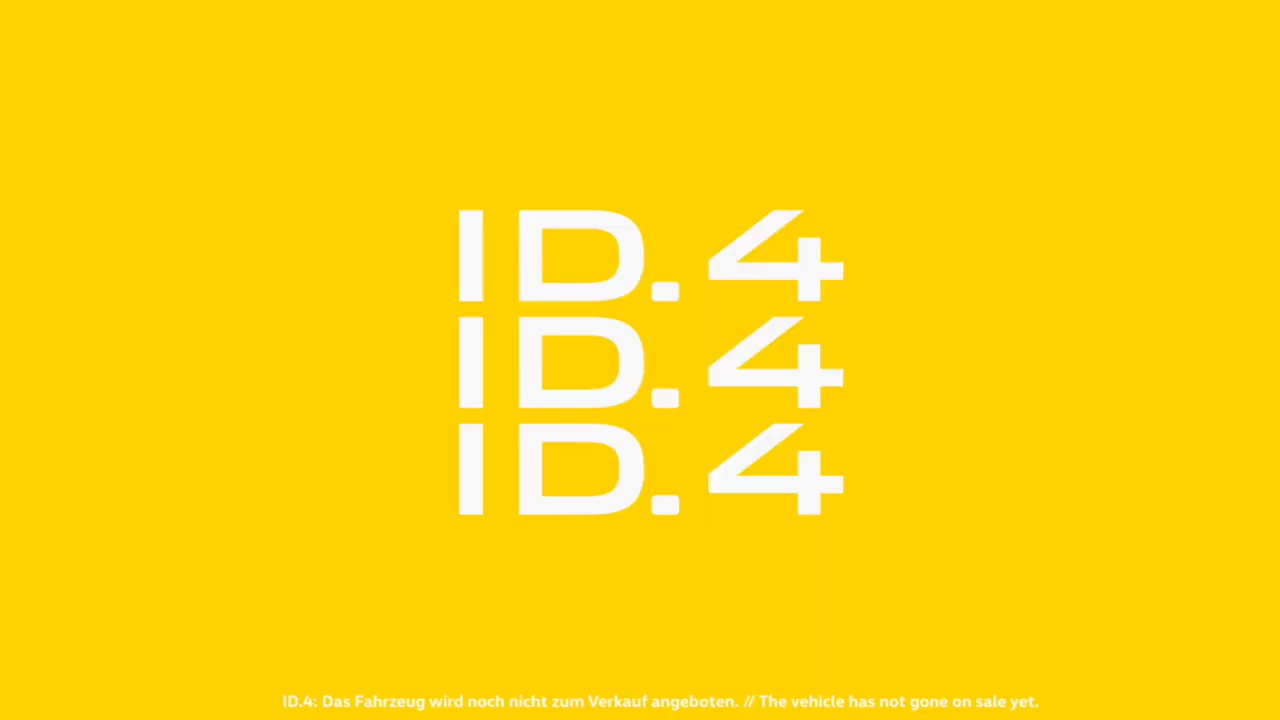 ID.4
ID.4
ID.4
ID.4: Das Fahrzeug wird noch nicht zum Verkauf angeboten. // The vehicle has not gone on sale yet.